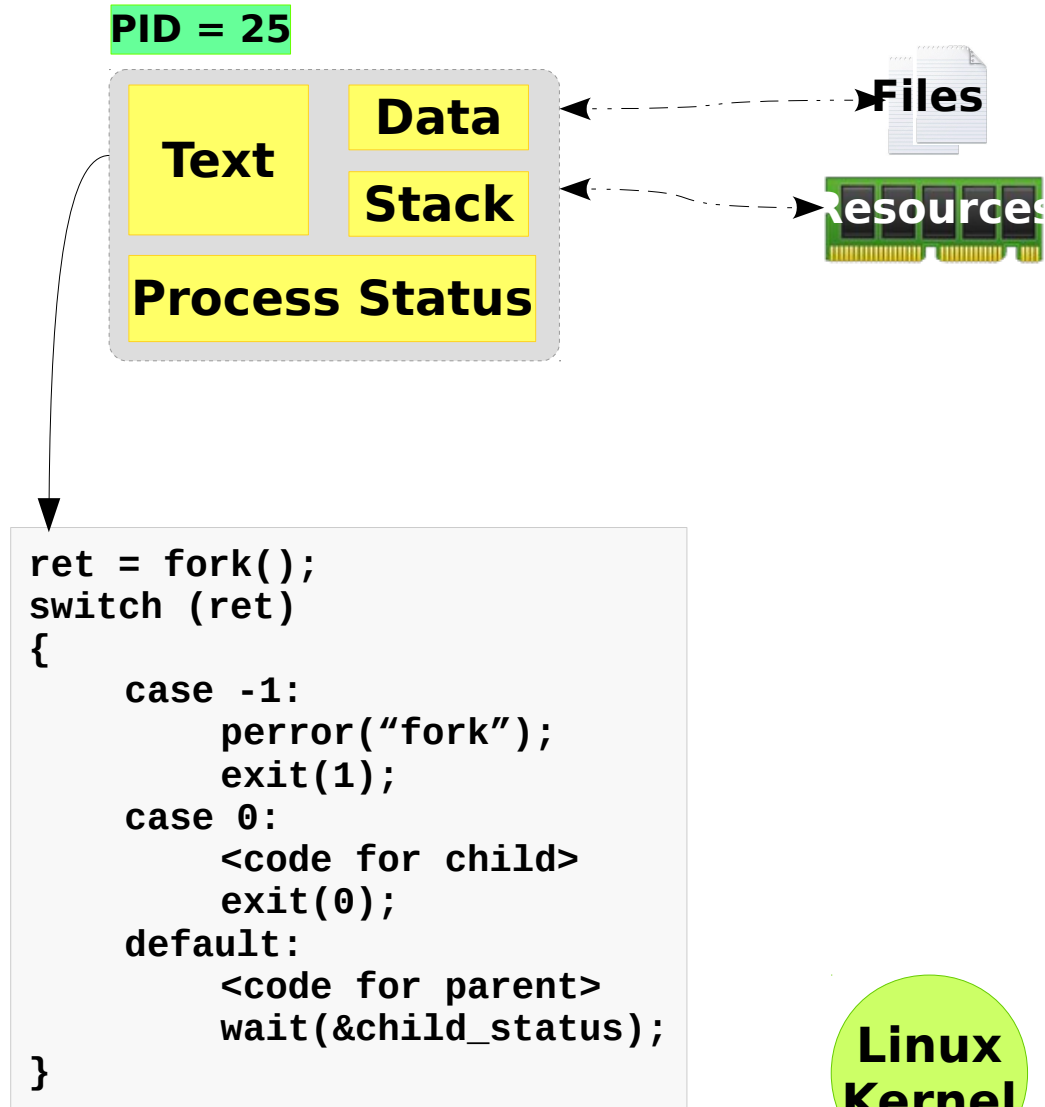 PID = 25
Text
Data
Stack
Process Status
Files
Resources
ret = fork();
switch (ret)
{
case -1:
perror(“fork”);
exit(1);
case 0:
<code for child>
exit(0);
default:
<code for parent>
wait(&child_status);
}
Linux
Kernel